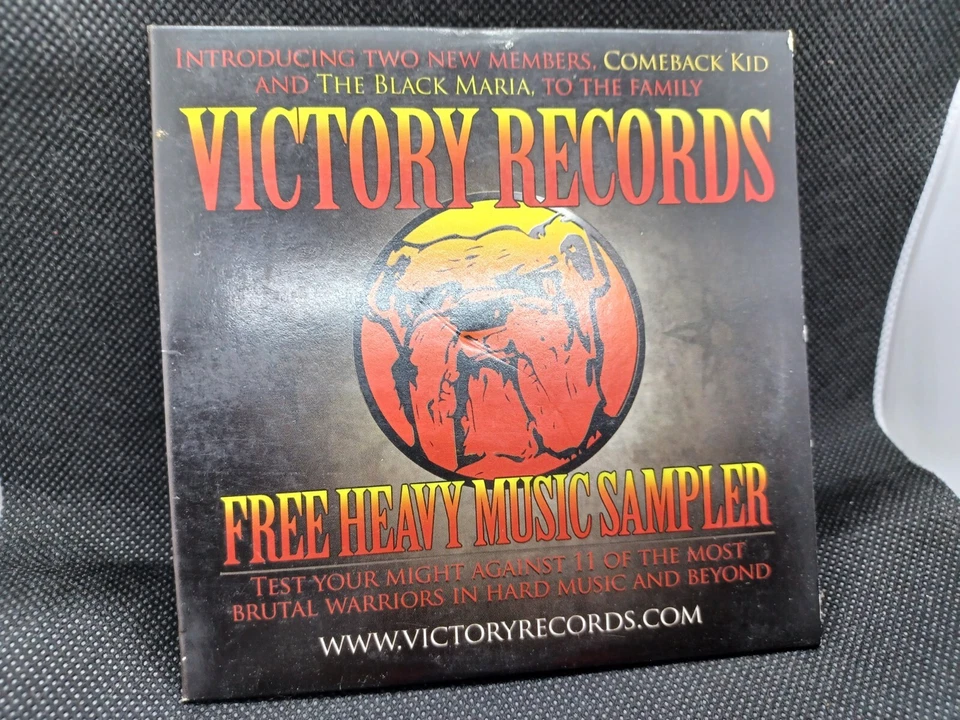 Introducing two new members, Comeback Kid
and The Black Maria, to the family
VICTORY RECORDS
FREE HEAVY MUSIC SAMPLER
Test your might against 11 of the most
brutal warriors in hard music and beyond
www.victoryrecords.com